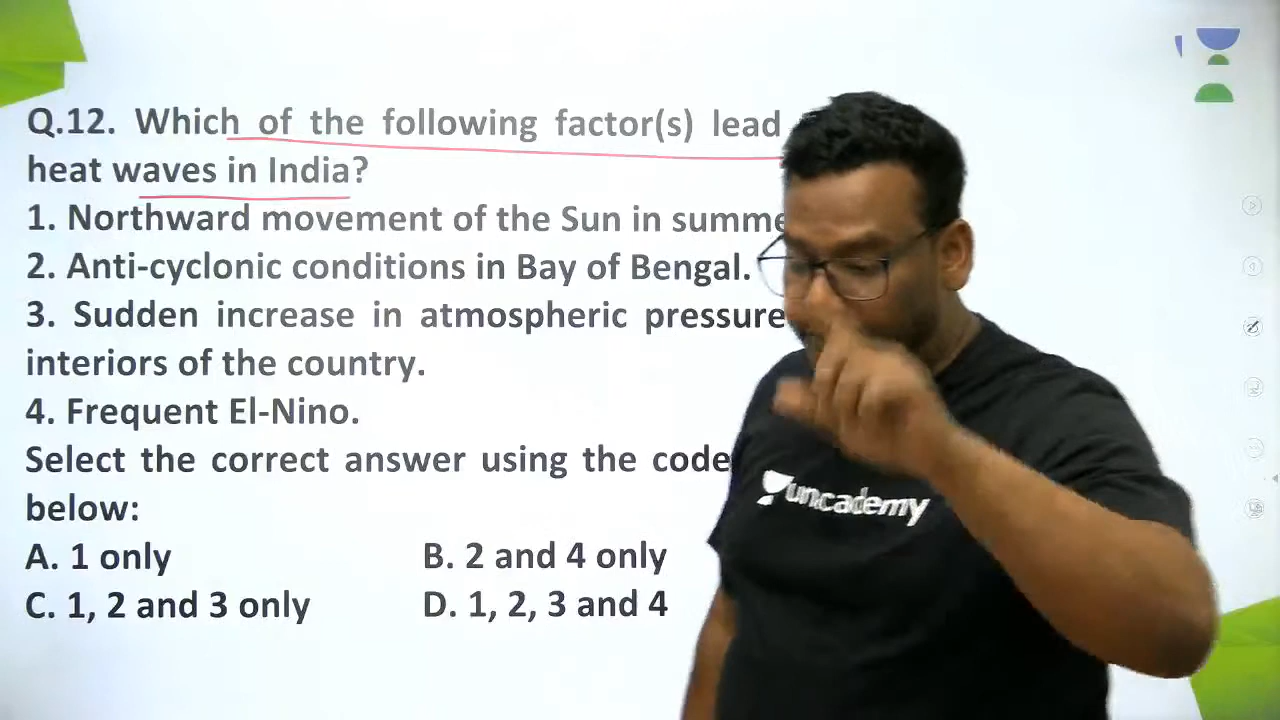 Q.12. Which of the following factor(s) lead
heat waves in India?
1. Northward movement of the Sun in summe
2. Anti-cyclonic conditions in Bay of Bengal.
3. Sudden increase in atmospheric pressure
interiors of the country.
4. Frequent El-Nino.
Select the correct answer using the code
below:
A. 1 only B. 2 and 4 only
C. 1, 2 and 3 only D. 1, 2, 3 and 4
unacademy